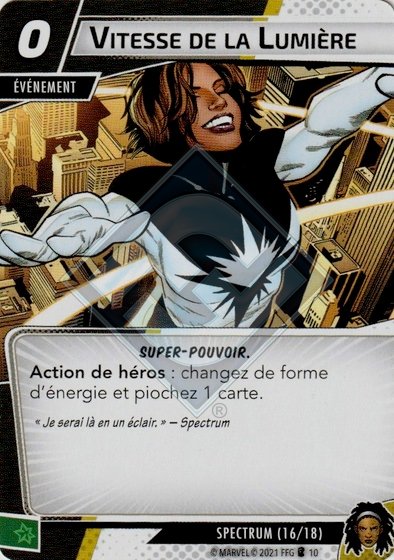 0
VITESSE DE LA LUMIÈRE
ÉVÉNEMENT
SUPER-POUVOIR.
Action de héros : changez de forme
d'énergie et piochez 1 carte.
®
« Je serai là en un éclair. » – Spectrum
© MARVEL © 2021 FFG 10
SPECTRUM (16/18)